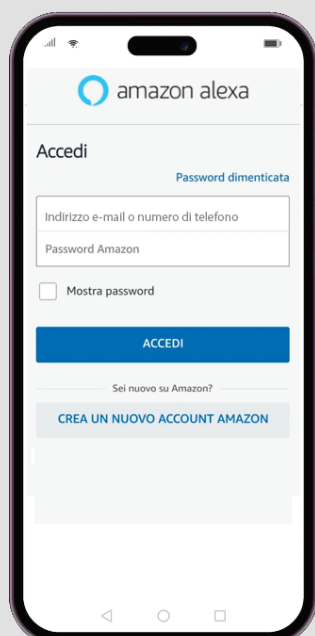 amazon alexa
Accedi
Password dimenticata
Indirizzo e-mail o numero di telefono
Password Amazon
Mostra password
ACCEDI
Sei nuovo su Amazon?
CREA UN NUOVO ACCOUNT AMAZON